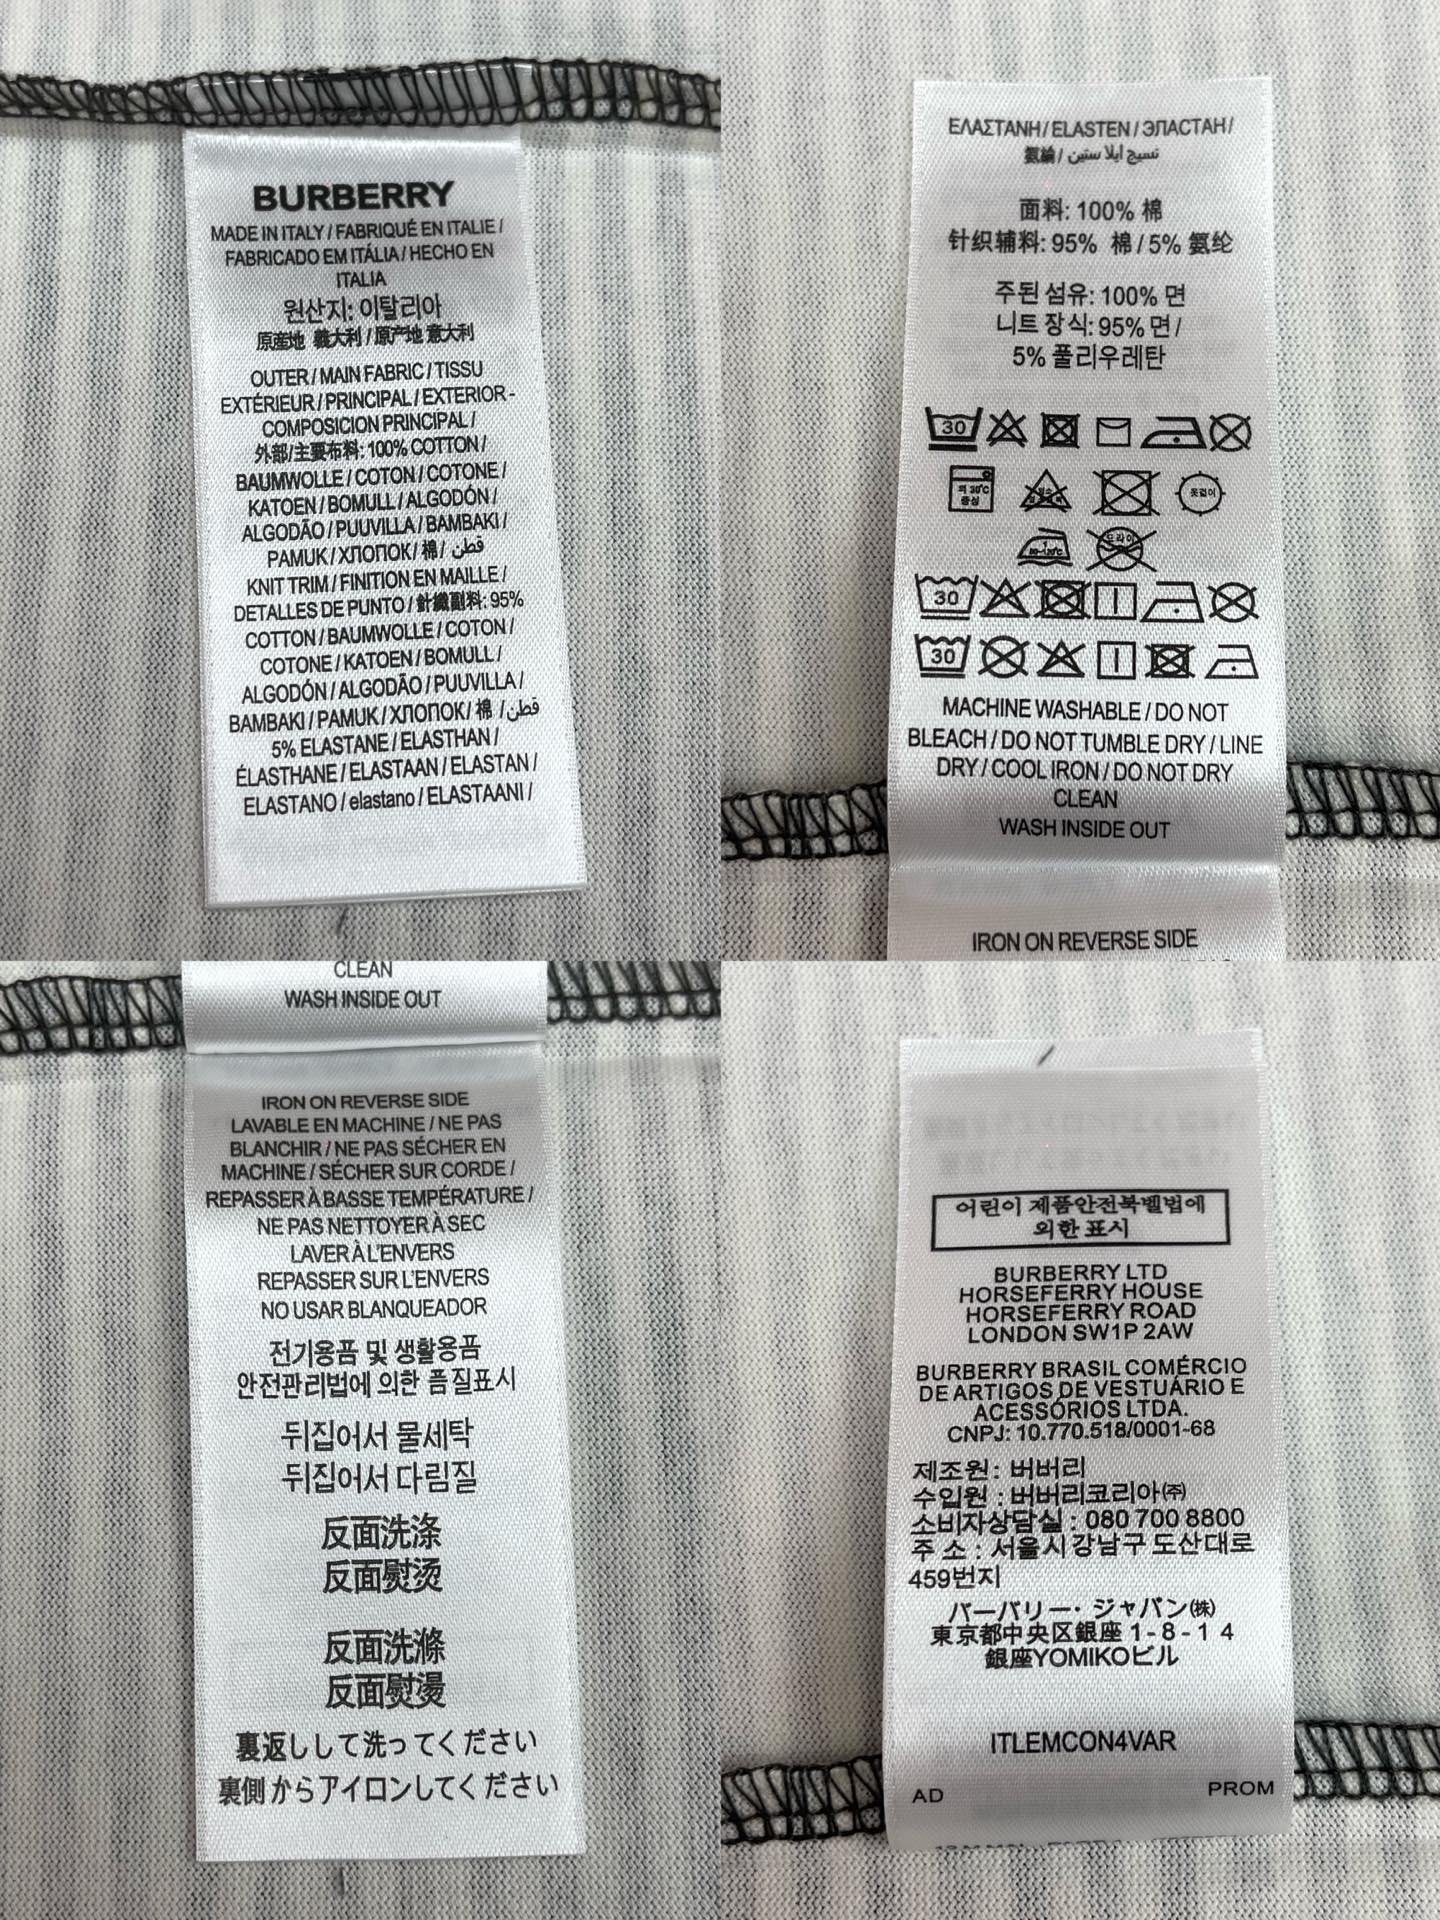 BURBERRY
MADE IN ITALY / FABRIQUÉ EN ITALIE /
FABRICADO EM ITÁLIA / HECHO EN
ITALIA
원산지: 이탈리아
原産地 義大利 / 原产地 意大利
OUTER / MAIN FABRIC / TISSU
EXTÉRIEUR / PRINCIPAL / EXTERIOR -
COMPOSICION PRINCIPAL /
外部/主要布料: 100% COTTON /
BAUMWOLLE / COTON / COTONE /
KATOEN / BOMULL / ALGODÓN /
ALGODÃO / PUUVILLA / BAMBAKI /
PAMUK / ХЛОПОК / 棉 / قطن
KNIT TRIM / FINITION EN MAILLE /
DETALLES DE PUNTO / 針織副料: 95%
COTTON / BAUMWOLLE / COTON /
COTONE / KATOEN / BOMULL /
ALGODÓN / ALGODÃO / PUUVILLA /
BAMBAKI / PAMUK / ХЛОПОК / 棉 / قطن
5% ELASTANE / ELASTHAN /
ÉLASTHANE / ELASTAAN / ELASTAN /
ELASTANO / elastano / ELASTAANI /
ΕΛΑΣΤΑΝΗ / ELASTEN / ЭЛАСТАН /
氨綸 / نسيج ايلا ستين
面料: 100% 棉
针织辅料: 95% 棉 / 5% 氨纶
주된 섬유: 100% 면
니트 장식: 95% 면 /
5% 폴리우레탄
30
약 30℃
중성
옷걸이
드라이
30
30
MACHINE WASHABLE / DO NOT
BLEACH / DO NOT TUMBLE DRY / LINE
DRY / COOL IRON / DO NOT DRY
CLEAN
WASH INSIDE OUT
IRON ON REVERSE SIDE
CLEAN
WASH INSIDE OUT
IRON ON REVERSE SIDE
LAVABLE EN MACHINE / NE PAS
BLANCHIR / NE PAS SÉCHER EN
MACHINE / SÉCHER SUR CORDE /
REPASSER À BASSE TEMPÉRATURE /
NE PAS NETTOYER À SEC
LAVER À L'ENVERS
REPASSER SUR L'ENVERS
NO USAR BLANQUEADOR
전기용품 및 생활용품
안전관리법에 의한 품질표시
뒤집어서 물세탁
뒤집어서 다림질
反面洗涤
反面熨烫
反面洗滌
反面熨燙
裏返しして洗ってください
裏側からアイロンしてください
어린이 제품안전북벨법에
외한 표시
BURBERRY LTD
HORSEFERRY HOUSE
HORSEFERRY ROAD
LONDON SW1P 2AW
BURBERRY BRASIL COMÉRCIO
DE ARTIGOS DE VESTUÁRIO E
ACESSÓRIOS LTDA.
CNPJ: 10.770.518/0001-68
제조원: 버버리
수입원 : 버버리코리아㈜
소비자상담실 : 080 700 8800
주 소 : 서울시 강남구 도산대로
459번지
バーバリー・ジャパン㈱
東京都中央区銀座 1-8-14
銀座YOMIKOビル
ITLEMCON4VAR
AD PROM